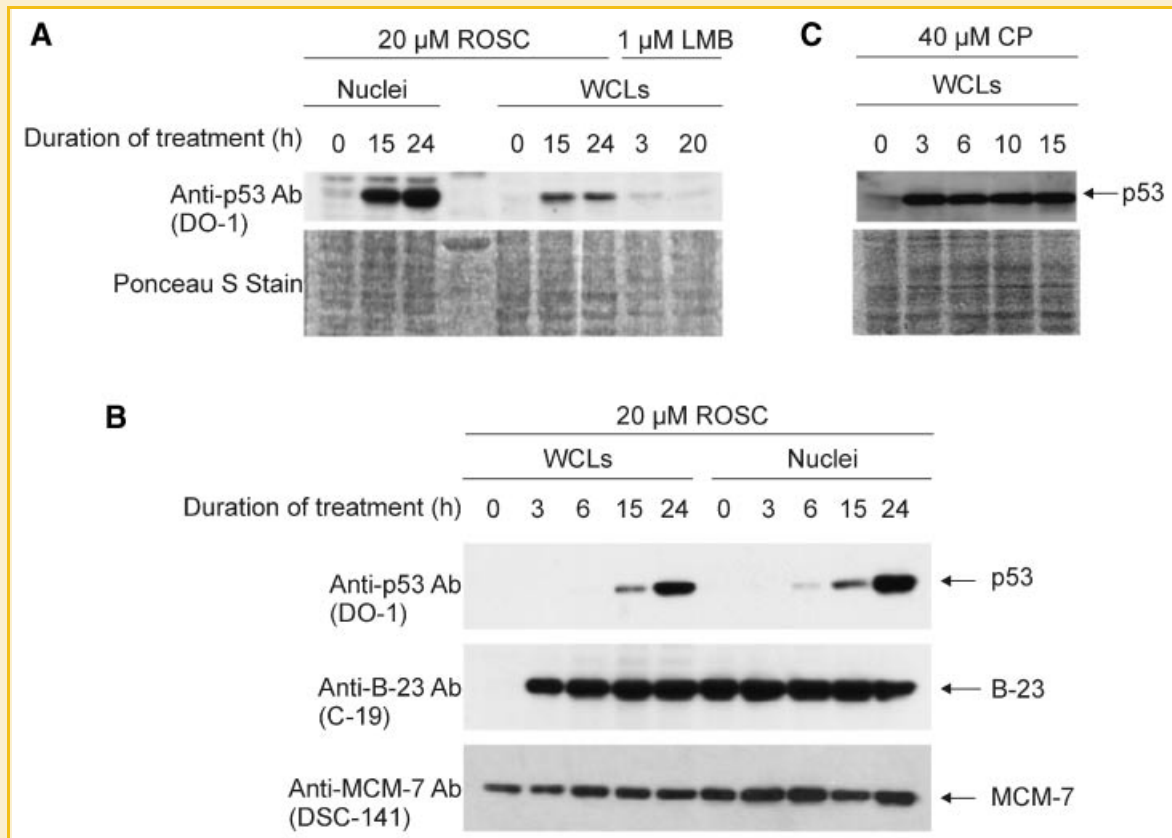 A
20 µM ROSC 1 µM LMB
Nuclei WCLs
Duration of treatment (h) 0 15 24 0 15 24 3 20
Anti-p53 Ab
(DO-1)
Ponceau S Stain
C
40 µM CP
WCLs
0 3 6 10 15
p53
B
20 µM ROSC
WCLs Nuclei
Duration of treatment (h) 0 3 6 15 24 0 3 6 15 24
Anti-p53 Ab
(DO-1)
p53
Anti-B-23 Ab
(C-19)
B-23
Anti-MCM-7 Ab
(DSC-141)
MCM-7